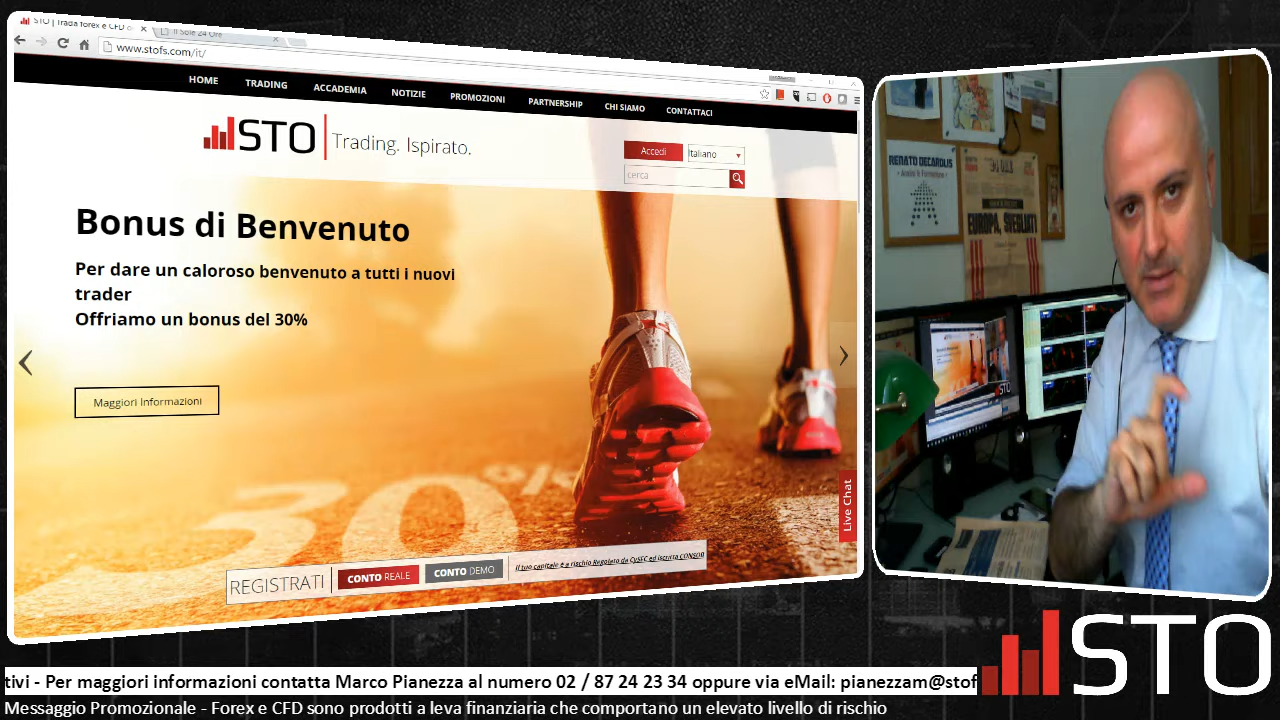 STO | Trada forex e CFD
Il Sole 24 Ore
www.stofs.com/it/
HOME TRADING ACCADEMIA NOTIZIE PROMOZIONI PARTNERSHIP CHI SIAMO CONTATTACI
STO Trading. Ispirato.
Accedi Italiano
cerca
Bonus di Benvenuto
Per dare un caloroso benvenuto a tutti i nuovi
trader
Offriamo un bonus del 30%
Maggiori Informazioni
30%
Live Chat
REGISTRATI CONTO REALE CONTO DEMO Il tuo capitale è a rischio Regolato da CySEC ed iscritta CONSOB
RENATO DECAROLIS
EUROPA, SVEGLIATI
STO
tivi - Per maggiori informazioni contatta Marco Pianezza al numero 02 / 87 24 23 34 oppure via eMail: pianezzam@stof
Messaggio Promozionale - Forex e CFD sono prodotti a leva finanziaria che comportano un elevato livello di rischio